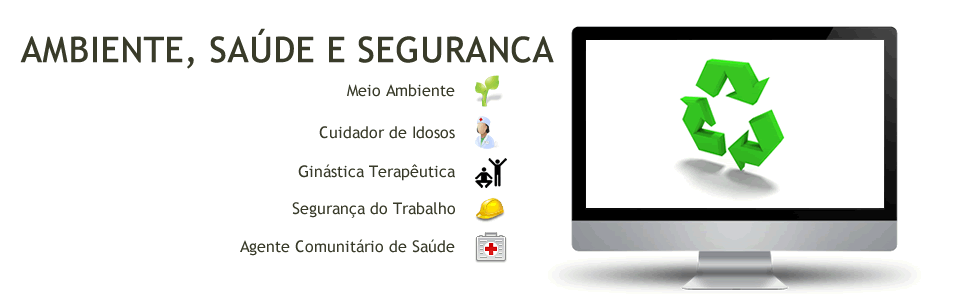 AMBIENTE, SAÚDE E SEGURANCA
Meio Ambiente
Cuidador de Idosos
Ginástica Terapêutica
Segurança do Trabalho
Agente Comunitário de Saúde